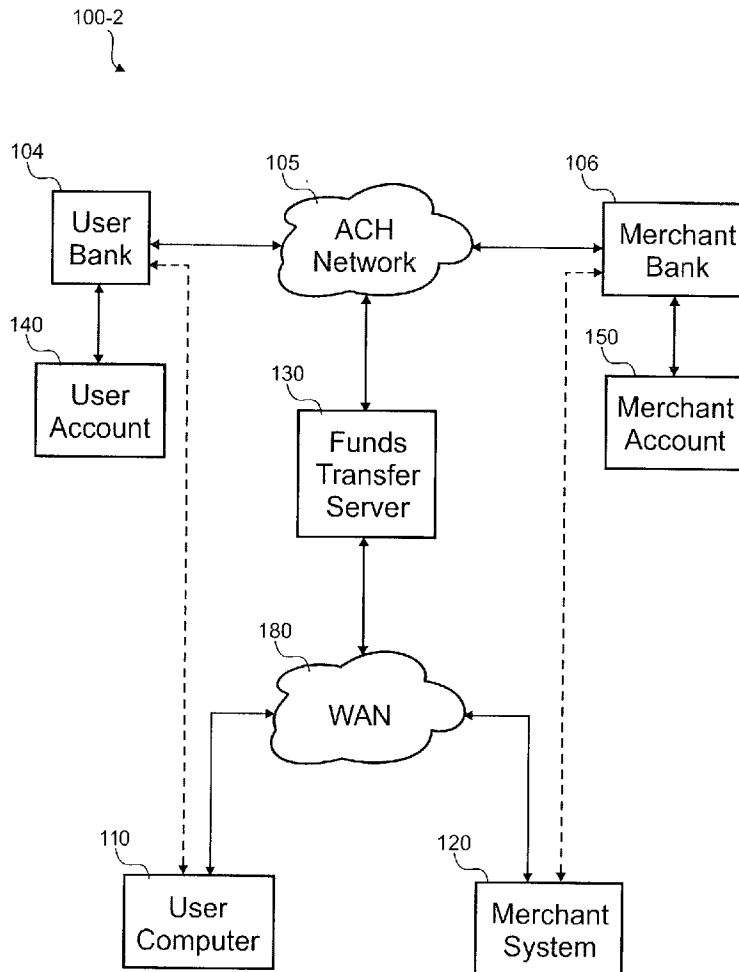 100-2
104
105
106
User
Bank
ACH
Network
Merchant
Bank
140
130
150
User
Account
Funds
Transfer
Server
Merchant
Account
180
WAN
110
120
User
Computer
Merchant
System